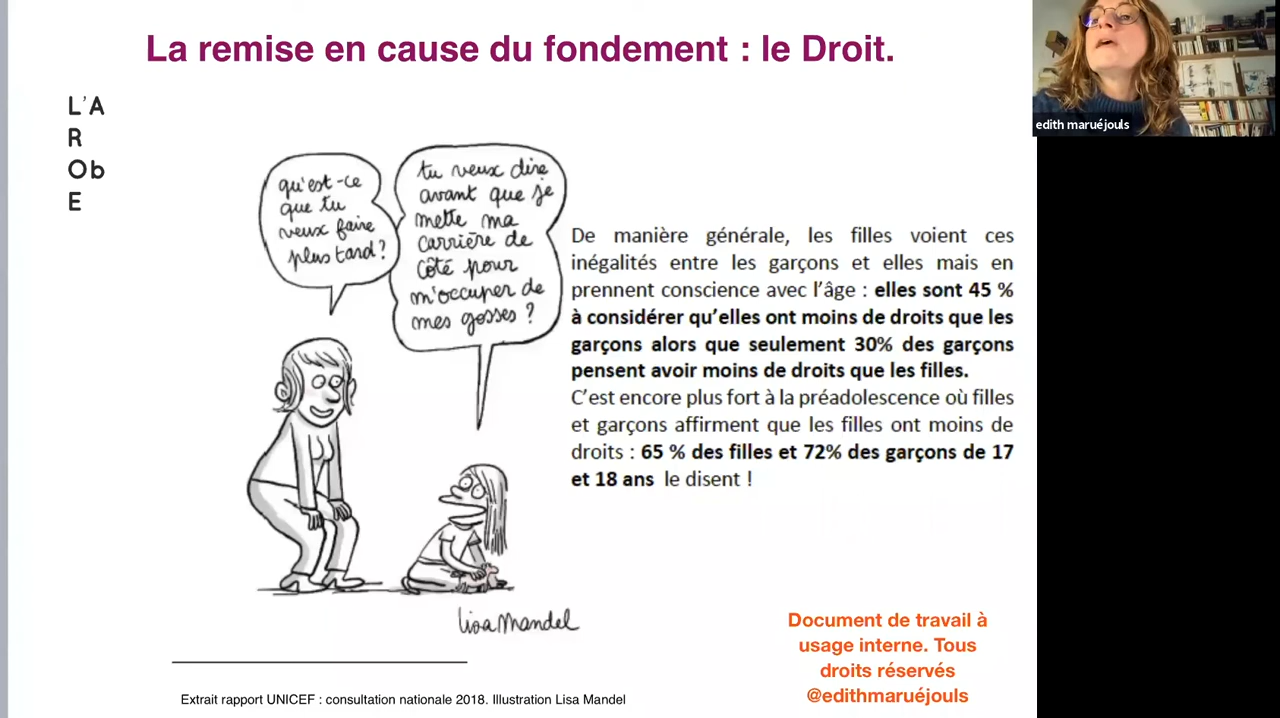 La remise en cause du fondement : le Droit.
edith maruéjouls
L'A
R
Ob
E
qu'est-ce
que tu
veux faire
plus tard?
tu veux dire
avant que je
mette ma
carrière de
côté pour
m'occuper de
mes gosses ?
De manière générale, les filles voient ces
inégalités entre les garçons et elles mais en
prennent conscience avec l'âge : elles sont 45 %
à considérer qu'elles ont moins de droits que les
garçons alors que seulement 30% des garçons
pensent avoir moins de droits que les filles.
C'est encore plus fort à la préadolescence où filles
et garçons affirment que les filles ont moins de
droits : 65 % des filles et 72% des garçons de 17
et 18 ans le disent !
Lisa Mandel
Document de travail à
usage interne. Tous
droits réservés
@edithmaruéjouls
Extrait rapport UNICEF : consultation nationale 2018. Illustration Lisa Mandel